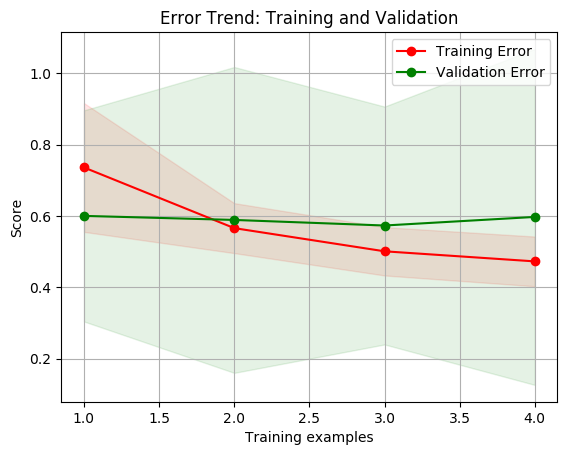 Error Trend: Training and Validation
Training Error
Validation Error
Score
1.0
0.8
0.6
0.4
0.2
1.0 1.5 2.0 2.5 3.0 3.5 4.0
Training examples